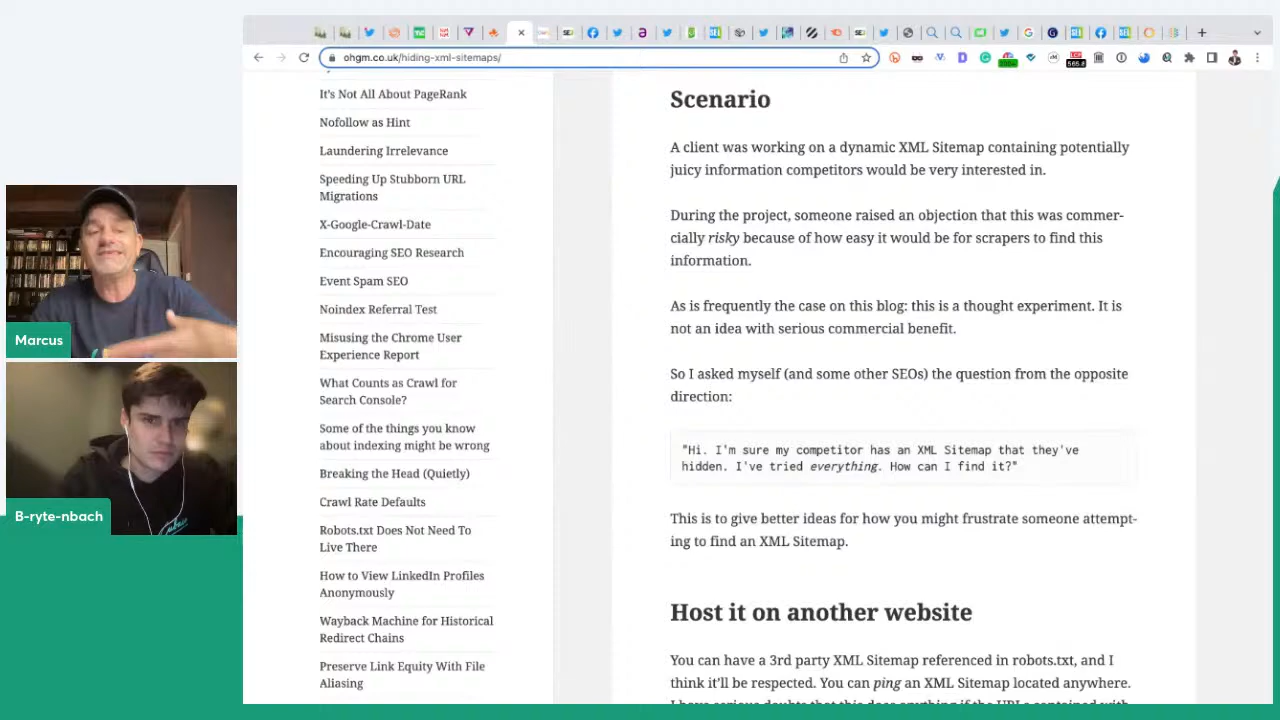 ohgm.co.uk/hiding-xml-sitemaps/
It's Not All About PageRank
Nofollow as Hint
Laundering Irrelevance
Speeding Up Stubborn URL
Migrations
X-Google-Crawl-Date
Encouraging SEO Research
Event Spam SEO
Noindex Referral Test
Misusing the Chrome User
Experience Report
What Counts as Crawl for
Search Console?
Some of the things you know
about indexing might be wrong
Breaking the Head (Quietly)
Crawl Rate Defaults
Robots.txt Does Not Need To
Live There
How to View LinkedIn Profiles
Anonymously
Wayback Machine for Historical
Redirect Chains
Preserve Link Equity With File
Aliasing
Scenario
A client was working on a dynamic XML Sitemap containing potentially
juicy information competitors would be very interested in.
During the project, someone raised an objection that this was commer-
cially risky because of how easy it would be for scrapers to find this
information.
As is frequently the case on this blog: this is a thought experiment. It is
not an idea with serious commercial benefit.
So I asked myself (and some other SEOs) the question from the opposite
direction:
"Hi. I'm sure my competitor has an XML Sitemap that they've
hidden. I've tried everything. How can I find it?"
This is to give better ideas for how you might frustrate someone attempt-
ing to find an XML Sitemap.
Host it on another website
You can have a 3rd party XML Sitemap referenced in robots.txt, and I
think it'll be respected. You can ping an XML Sitemap located anywhere.
I have serious doubts that this does anything if the URLs contained with
Marcus
B-ryte-nbach